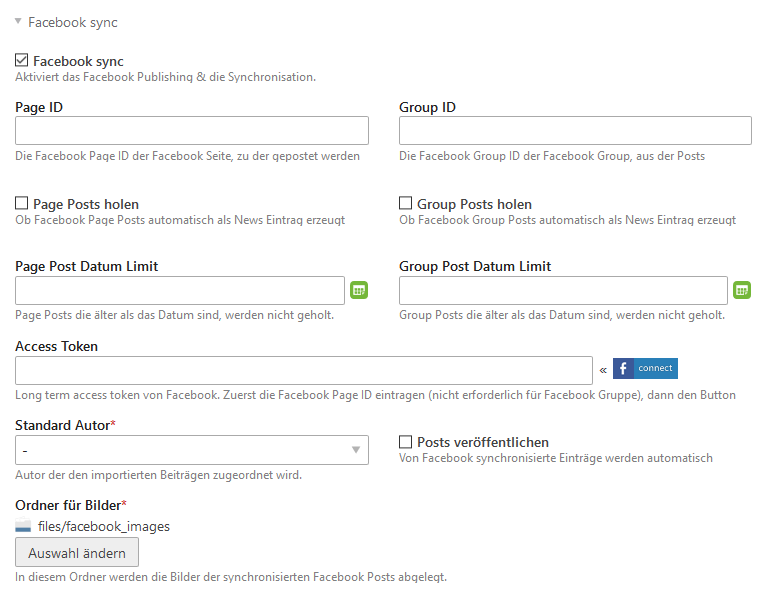 Facebook sync
Facebook sync
Aktiviert das Facebook Publishing & die Synchronisation.
Page ID
Group ID
Die Facebook Page ID der Facebook Seite, zu der gepostet werden
Die Facebook Group ID der Facebook Group, aus der Posts
Page Posts holen
Group Posts holen
Ob Facebook Page Posts automatisch als News Eintrag erzeugt
Ob Facebook Group Posts automatisch als News Eintrag erzeugt
Page Post Datum Limit
Group Post Datum Limit
Page Posts die älter als das Datum sind, werden nicht geholt.
Group Posts die älter als das Datum sind, werden nicht geholt.
Access Token
« f connect
Long term access token von Facebook. Zuerst die Facebook Page ID eintragen (nicht erforderlich für Facebook Gruppe), dann den Button
Standard Autor*
-
Posts veröffentlichen
Autor der den importierten Beiträgen zugeordnet wird.
Von Facebook synchronisierte Einträge werden automatisch
Ordner für Bilder*
files/facebook_images
Auswahl ändern
In diesem Ordner werden die Bilder der synchronisierten Facebook Posts abgelegt.